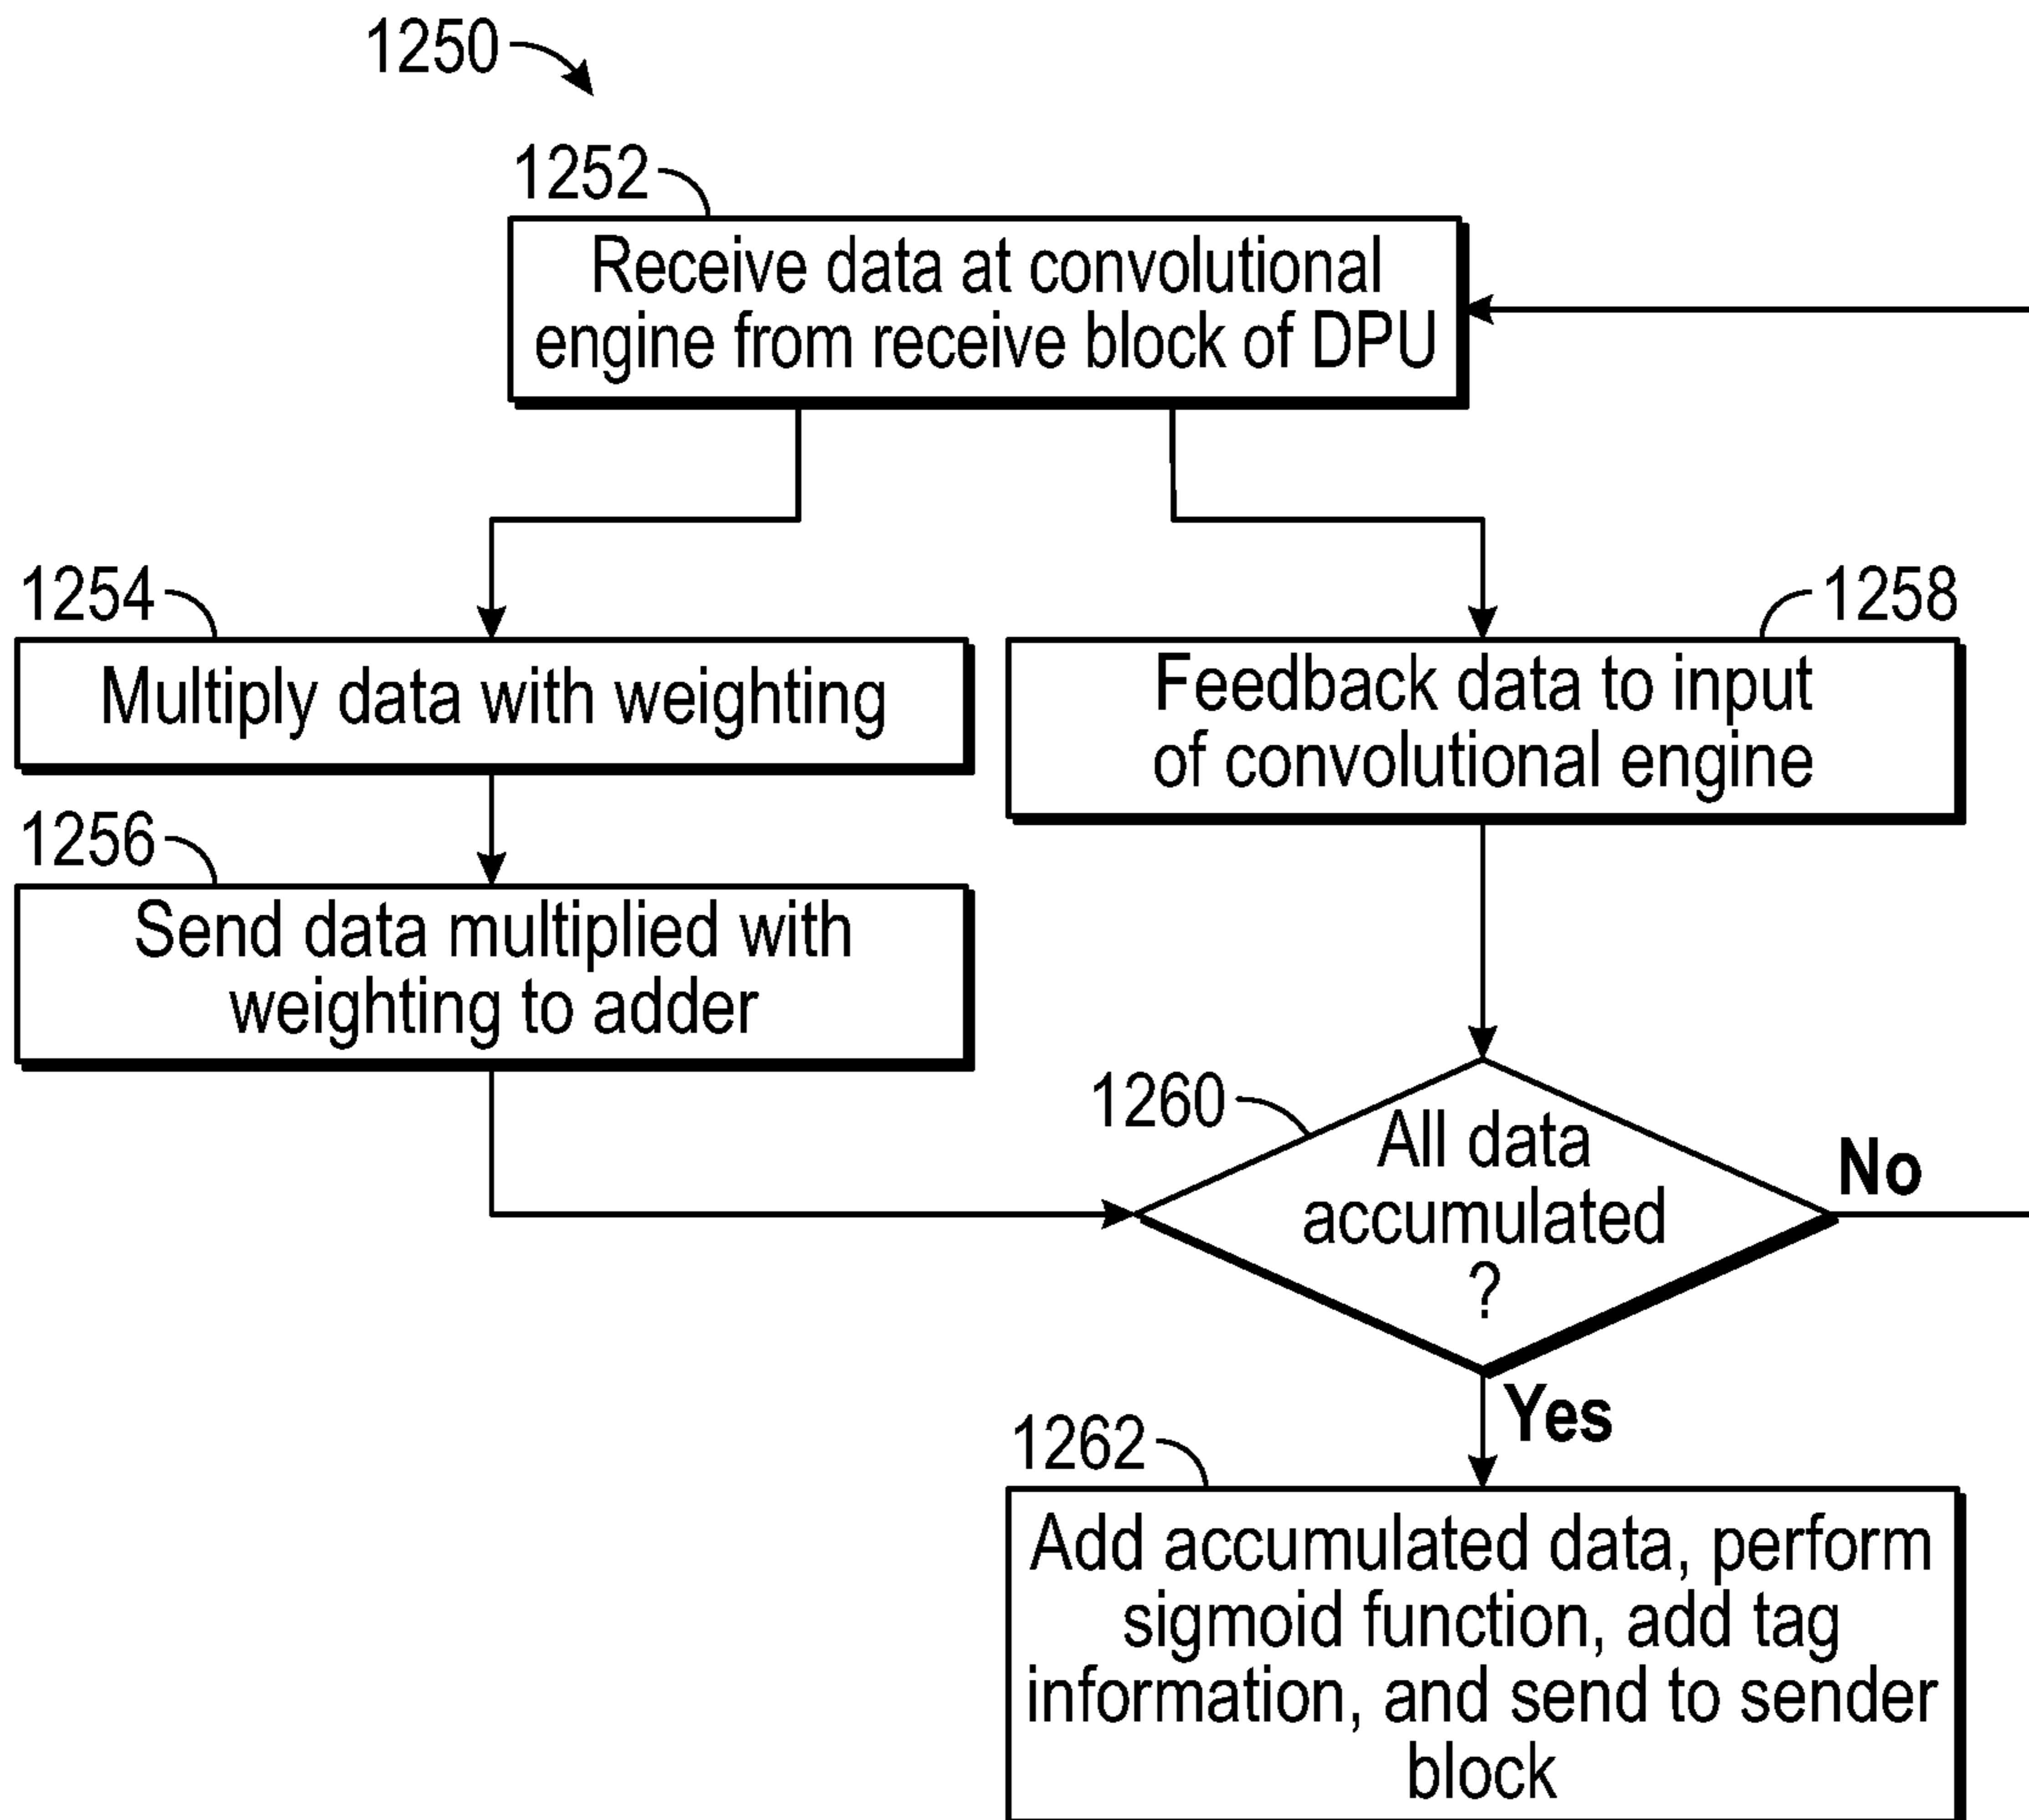 1250
1252
Receive data at convolutional
engine from receive block of DPU
1254
Multiply data with weighting
1258
Feedback data to input
of convolutional engine
1256
Send data multiplied with
weighting to adder
1260
All data
accumulated
?
No
Yes
1262
Add accumulated data, perform
sigmoid function, add tag
information, and send to sender
block